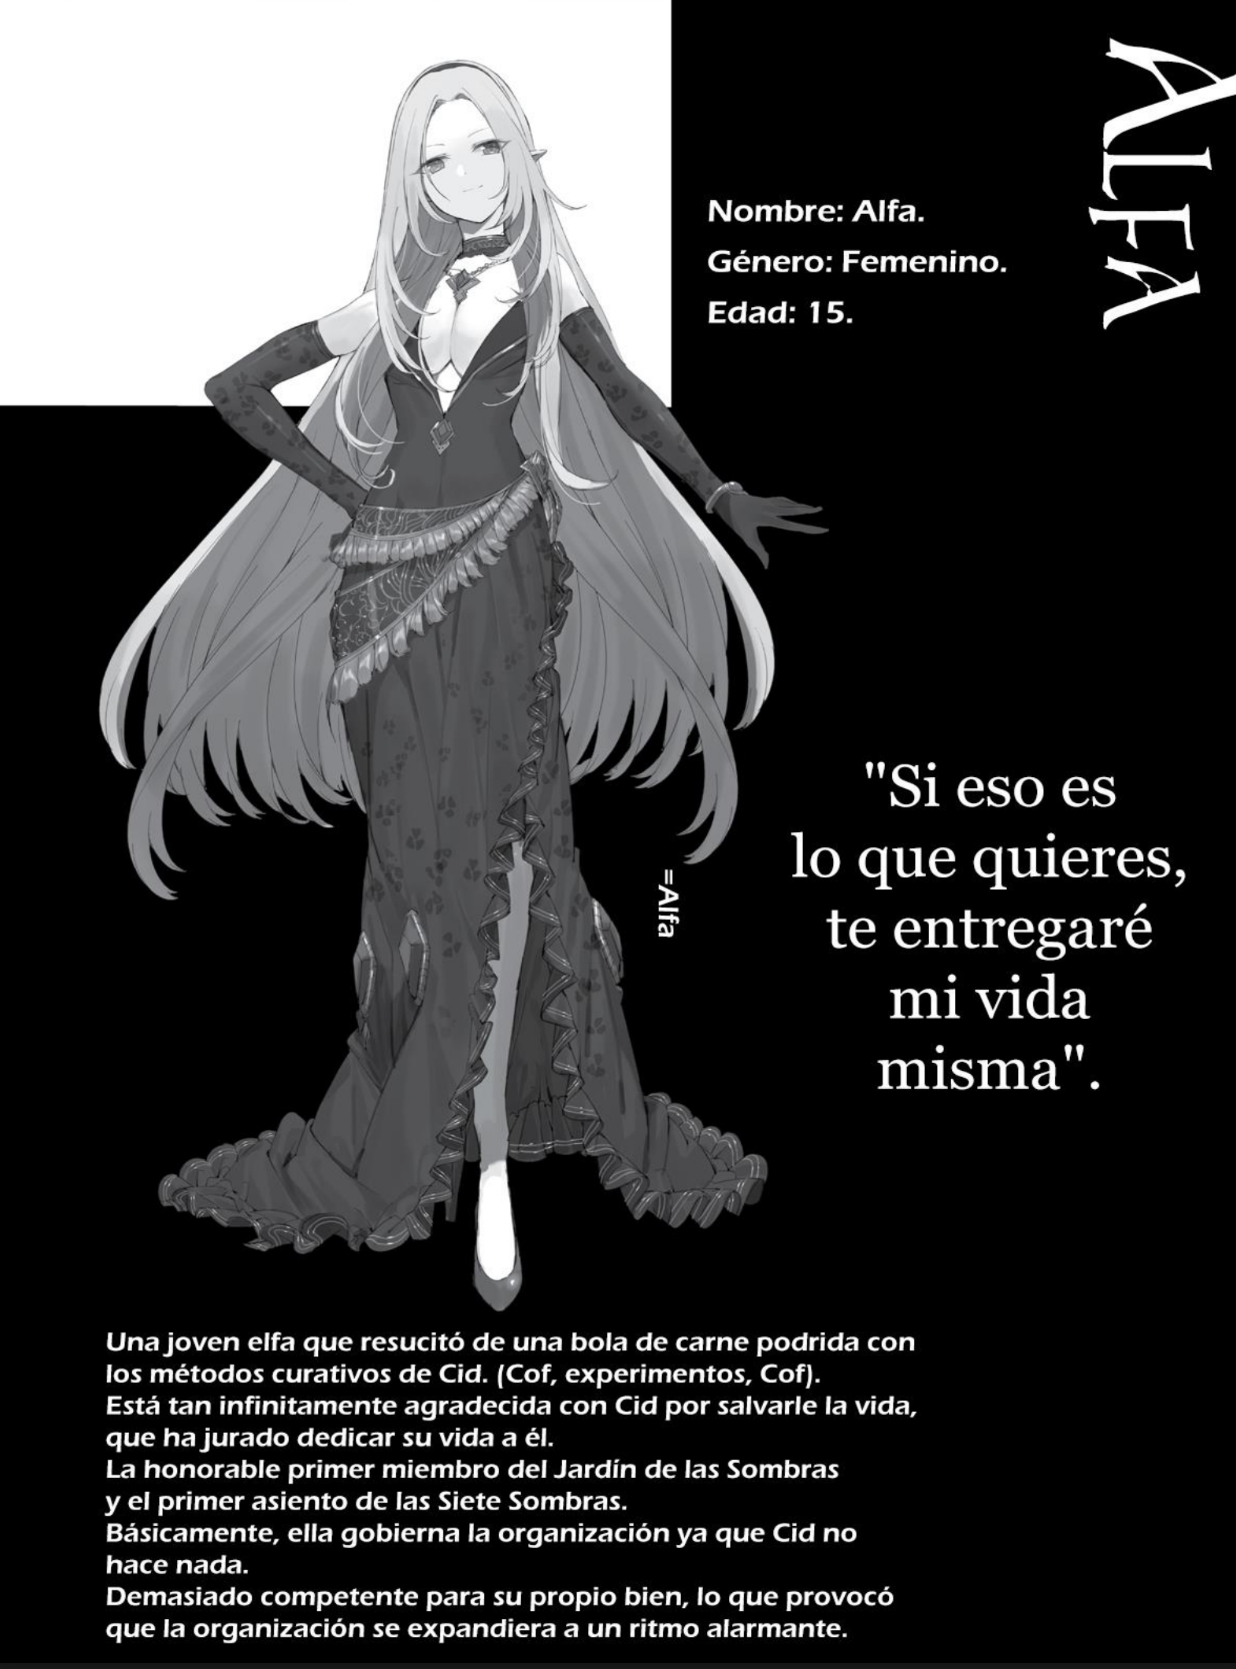 ALFA
Nombre: Alfa.
Género: Femenino.
Edad: 15.
"Si eso es
lo que quieres,
te entregaré
mi vida
misma".
=Alfa
Una joven elfa que resucitó de una bola de carne podrida con
los métodos curativos de Cid. (Cof, experimentos, Cof).
Está tan infinitamente agradecida con Cid por salvarle la vida,
que ha jurado dedicar su vida a él.
La honorable primer miembro del Jardín de las Sombras
y el primer asiento de las Siete Sombras.
Básicamente, ella gobierna la organización ya que Cid no
hace nada.
Demasiado competente para su propio bien, lo que provocó
que la organización se expandiera a un ritmo alarmante.